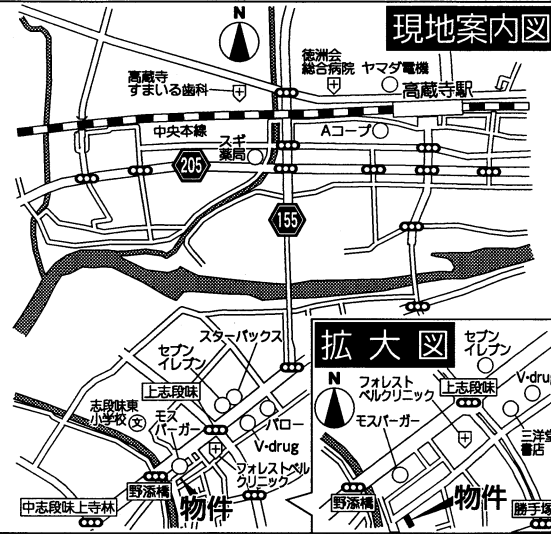 現地案内図
N
徳洲会
総合病院
ヤマダ電機
高蔵寺
すまいる歯科
高蔵寺駅
中央本線
Aコープ
スギ
薬局
205
155
スターバックス
セブン
イレブン
上志段味
志段味東
小学校
文
モス
バーガー
バロー
V・drug
フォレストベル
クリニック
野添橋
中志段味上寺林
物件
拡大図
N
セブン
イレブン
フォレスト
ベルクリニック
上志段味
V・drug
モスバーガー
三洋堂
書店
野添橋
物件
勝手塚